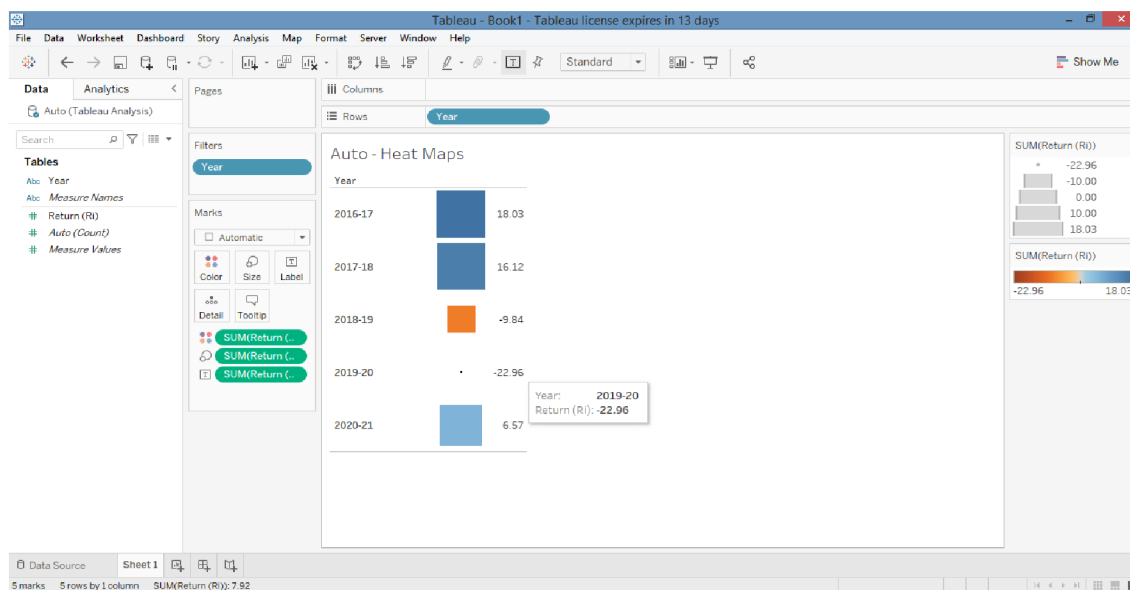 Tableau - Book1 - Tableau license expires in 13 days
File Data Worksheet Dashboard Story Analysis Map Format Server Window Help
Standard
Show Me
Data Analytics
Auto (Tableau Analysis)
Search
Tables
Abc Year
Abc Measure Names
# Return (Ri)
# Auto (Count)
# Measure Values
Pages
Filters
Year
Marks
Automatic
Color Size Label
Detail Tooltip
SUM(Return (..
SUM(Return (..
SUM(Return (..
Columns
Rows Year
Auto - Heat Maps
Year
2016-17 18.03
2017-18 16.12
2018-19 -9.84
2019-20 -22.96
2020-21 6.57
Year: 2019-20
Return (Ri): -22.96
SUM(Return (Ri))
-22.96
-10.00
0.00
10.00
18.03
SUM(Return (Ri))
-22.96 18.03
Data Source Sheet 1
5 marks 5 rows by 1 column SUM(Return (Ri)): 7.92